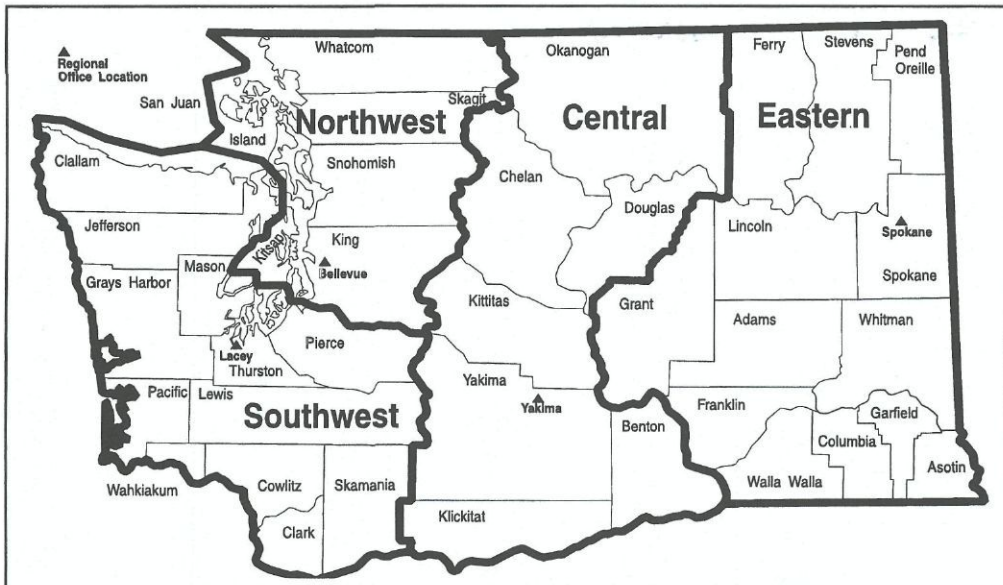 Regional
Office Location
San Juan
Whatcom
Skagit
Northwest
Island
Snohomish
King
Kitsap
Bellevue
Okanogan
Central
Chelan
Douglas
Kittitas
Yakima
Yakima
Benton
Klickitat
Ferry
Stevens
Pend
Oreille
Eastern
Lincoln
Spokane
Spokane
Grant
Adams
Whitman
Franklin
Garfield
Columbia
Walla Walla
Asotin
Clallam
Jefferson
Mason
Grays Harbor
Pierce
Lacey
Thurston
Pacific
Lewis
Southwest
Wahkiakum
Cowlitz
Skamania
Clark